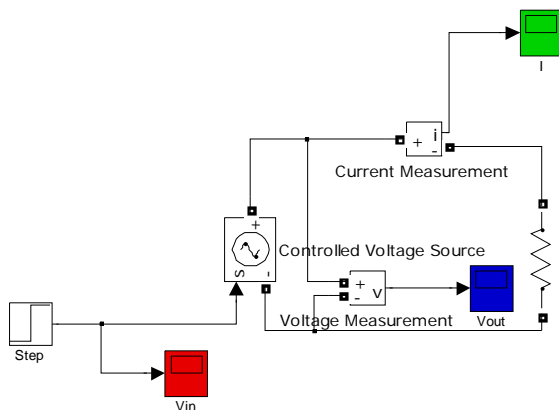 I
i
+
-
Current Measurement
+
s
-
Controlled Voltage Source
+
-
v
Voltage Measurement
Vout
Step
Vin